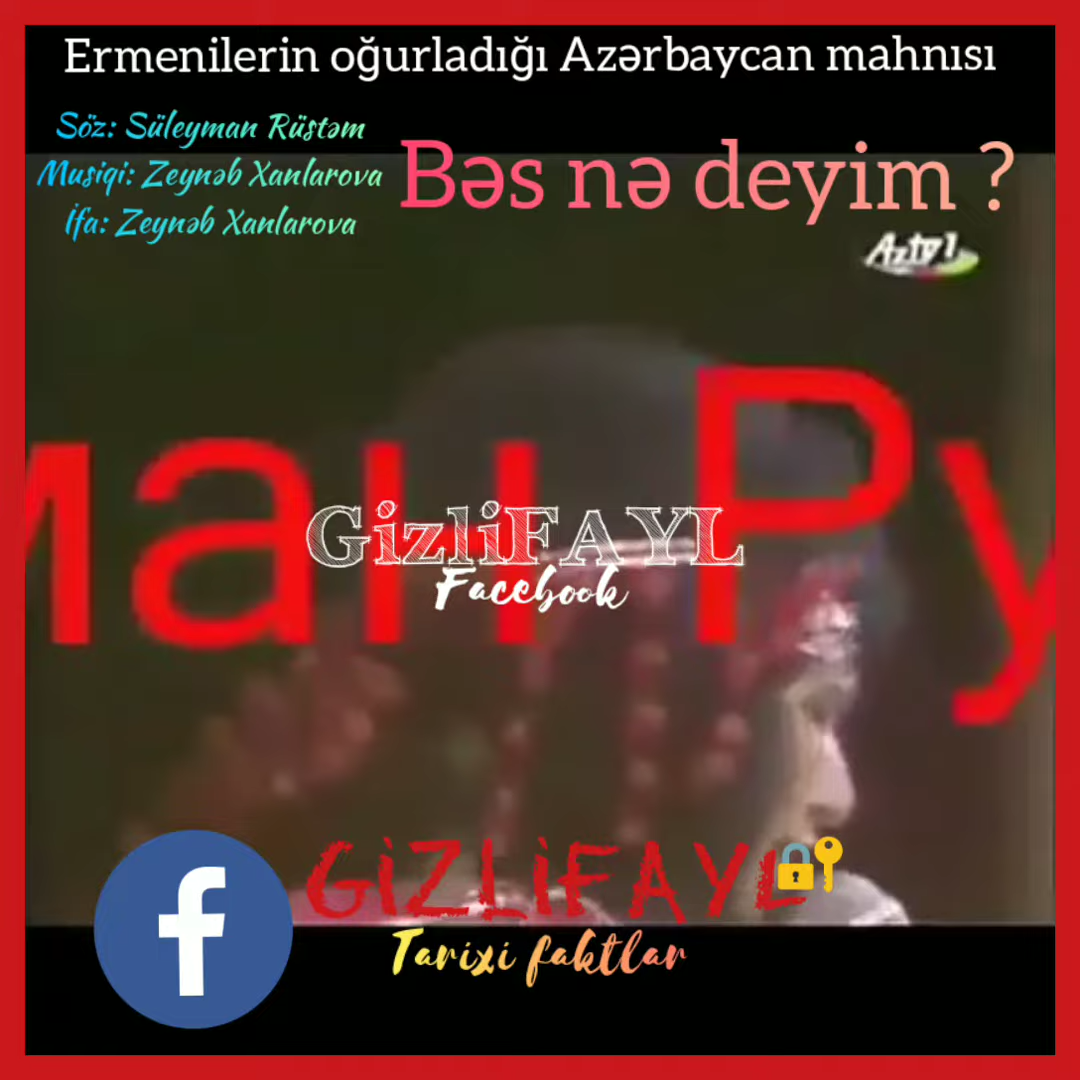 Ermenilerin oğurladığı Azərbaycan mahnısı
Söz: Süleyman Rüstəm
Musiqi: Zeynəb Xanlarova
İfa: Zeynəb Xanlarova
Bəs nə deyim ?
Aztv1
ман Ру
GizliFAYL
Facebook
GİZLİFAYL
Tarixi faktlar